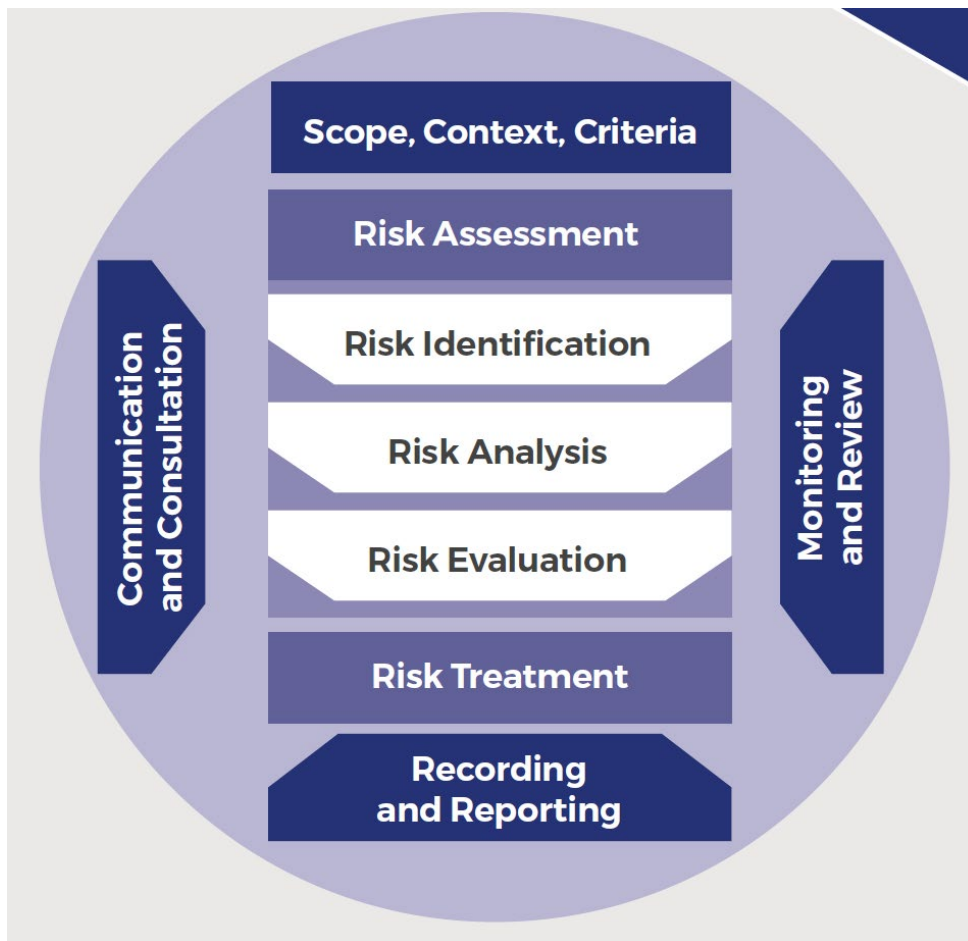 Scope, Context, Criteria
Risk Assessment
Risk Identification
Risk Analysis
Risk Evaluation
Risk Treatment
Recording
and Reporting
Communication
and Consultation
Monitoring
and Review